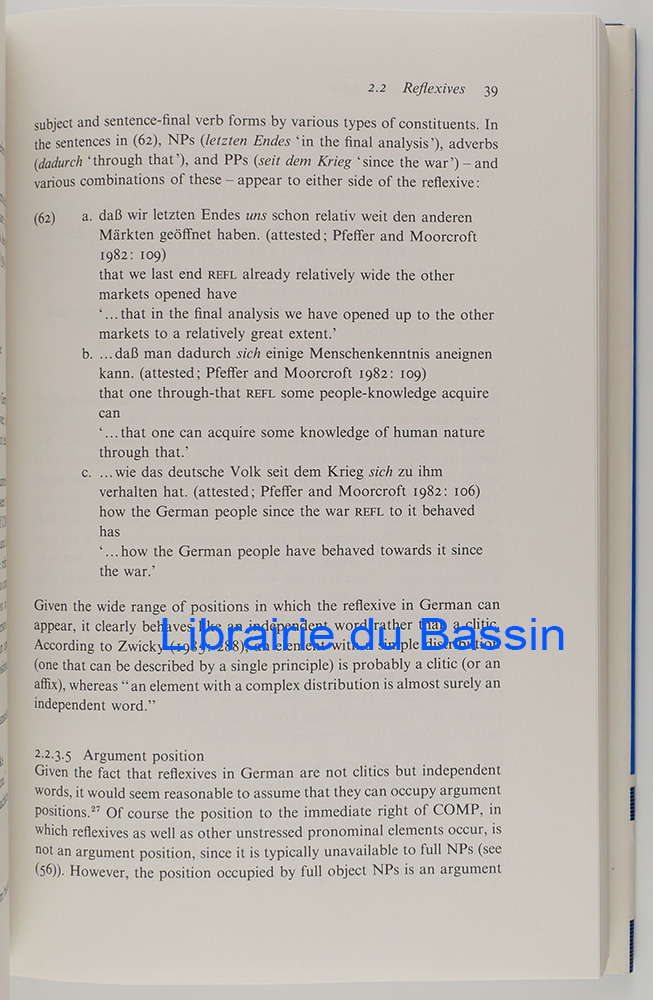 2.2 Reflexives 39
subject and sentence-final verb forms by various types of constituents. In
the sentences in (62), NPs (letzten Endes ‘in the final analysis’), adverbs
(dadurch ‘through that’), and PPs (seit dem Krieg ‘since the war’) – and
various combinations of these – appear to either side of the reflexive:
(62) a. daß wir letzten Endes uns schon relativ weit den anderen
Märkten geöffnet haben. (attested; Pfeffer and Moorcroft
1982: 109)
that we last end REFL already relatively wide the other
markets opened have
‘...that in the final analysis we have opened up to the other
markets to a relatively great extent.’
b. ...daß man dadurch sich einige Menschenkenntnis aneignen
kann. (attested; Pfeffer and Moorcroft 1982: 109)
that one through-that REFL some people-knowledge acquire
can
‘...that one can acquire some knowledge of human nature
through that.’
c. ...wie das deutsche Volk seit dem Krieg sich zu ihm
verhalten hat. (attested; Pfeffer and Moorcroft 1982: 106)
how the German people since the war REFL to it behaved
has
‘...how the German people have behaved towards it since
the war.’
Given the wide range of positions in which the reflexive in German can
appear, it clearly behaves like an independent word rather than a clitic.
Librairie du Bassin
According to Zwicky (1985: 288), an element with a simple distribution
(one that can be described by a single principle) is probably a clitic (or an
affix), whereas “an element with a complex distribution is almost surely an
independent word.”
2.2.3.5 Argument position
Given the fact that reflexives in German are not clitics but independent
words, it would seem reasonable to assume that they can occupy argument
positions.²⁷ Of course the position to the immediate right of COMP, in
which reflexives as well as other unstressed pronominal elements occur, is
not an argument position, since it is typically unavailable to full NPs (see
(56)). However, the position occupied by full object NPs is an argument